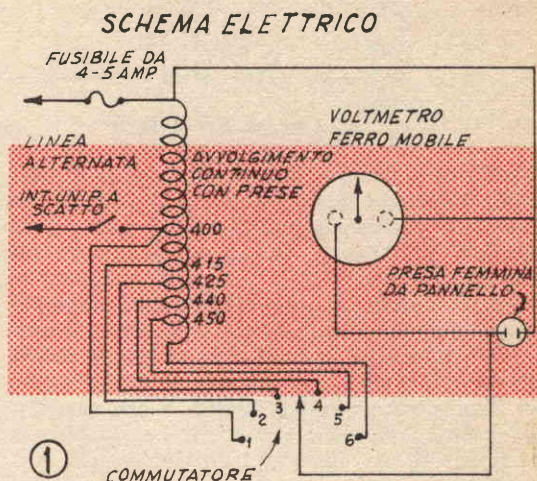 SCHEMA ELETTRICO
FUSIBILE DA
4-5 AMP.
VOLTMETRO
FERRO MOBILE
LINEA
ALTERNATA
AVVOLGIMENTO
CONTINUO
CON PRESE
INT. UNIP. A
SCATTO
400
415
425
440
450
PRESA FEMMINA
DA PANNELLO
1
2
3
4
5
6
1
COMMUTATORE